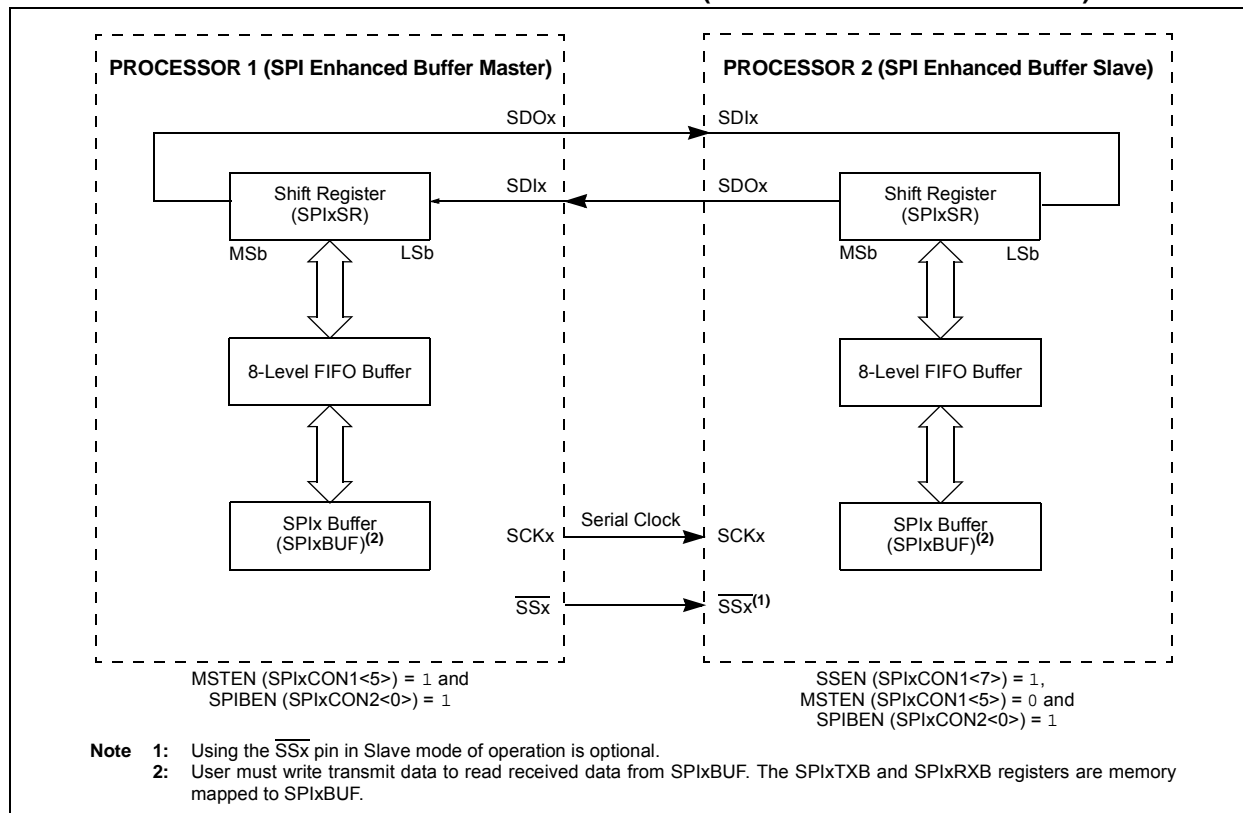 PROCESSOR 1 (SPI Enhanced Buffer Master)
PROCESSOR 2 (SPI Enhanced Buffer Slave)
SDOx
SDIx
SDIx
SDOx
Shift Register
(SPIxSR)
Shift Register
(SPIxSR)
MSb
LSb
MSb
LSb
8-Level FIFO Buffer
8-Level FIFO Buffer
SPIx Buffer
(SPIxBUF)(2)
SCKx
Serial Clock
SCKx
SPIx Buffer
(SPIxBUF)(2)
SSx
SSx(1)
MSTEN (SPIxCON1<5>) = 1 and
SPIBEN (SPIxCON2<0>) = 1
SSEN (SPIxCON1<7>) = 1,
MSTEN (SPIxCON1<5>) = 0 and
SPIBEN (SPIxCON2<0>) = 1
Note 1: Using the SSx pin in Slave mode of operation is optional.
2: User must write transmit data to read received data from SPIxBUF. The SPIxTXB and SPIxRXB registers are memory
mapped to SPIxBUF.